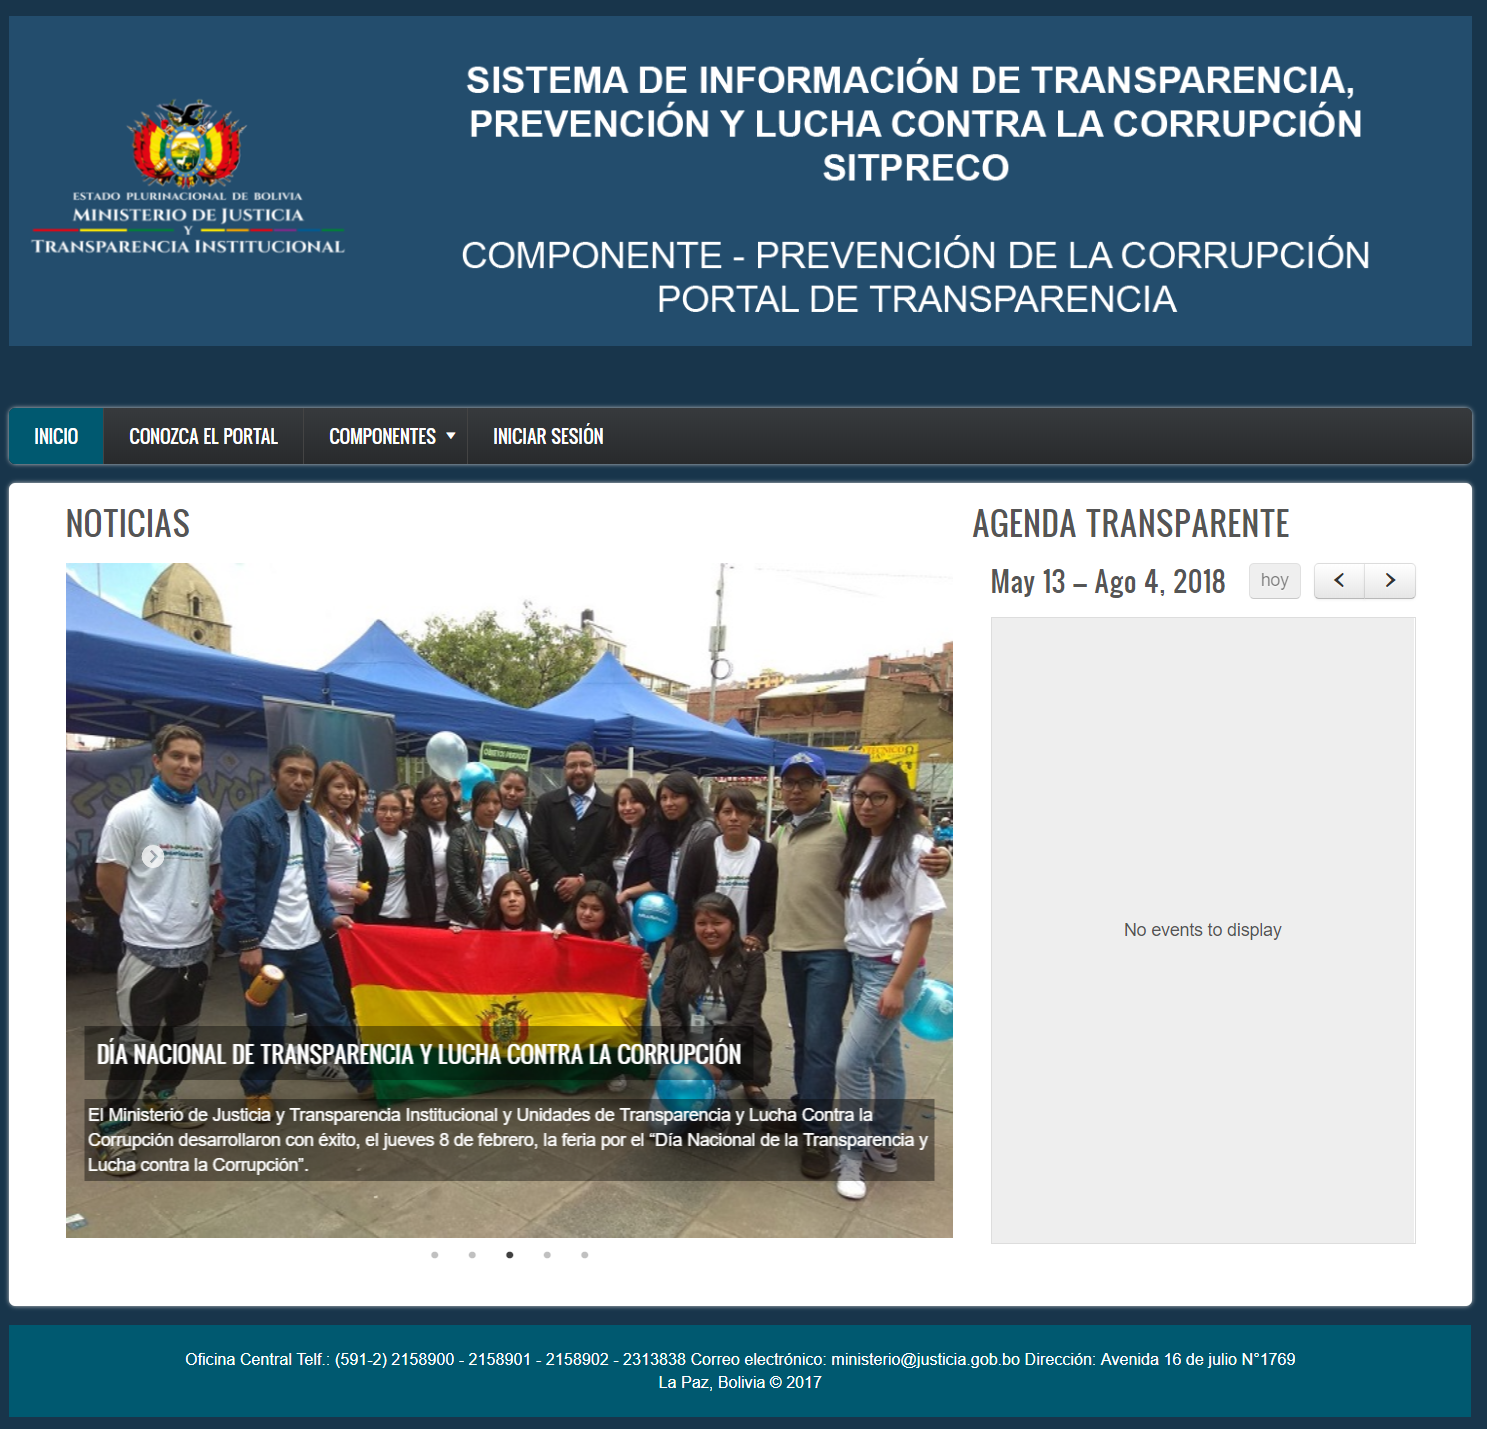 SISTEMA DE INFORMACIÓN DE TRANSPARENCIA,
PREVENCIÓN Y LUCHA CONTRA LA CORRUPCIÓN
SITPRECO
ESTADO PLURINACIONAL DE BOLIVIA
MINISTERIO DE JUSTICIA
Y
TRANSPARENCIA INSTITUCIONAL
COMPONENTE - PREVENCIÓN DE LA CORRUPCIÓN
PORTAL DE TRANSPARENCIA
INICIO CONOZCA EL PORTAL COMPONENTES INICIAR SESIÓN
NOTICIAS
DÍA NACIONAL DE TRANSPARENCIA Y LUCHA CONTRA LA CORRUPCIÓN
El Ministerio de Justicia y Transparencia Institucional y Unidades de Transparencia y Lucha Contra la
Corrupción desarrollaron con éxito, el jueves 8 de febrero, la feria por el “Día Nacional de la Transparencia y
Lucha contra la Corrupción”.
AGENDA TRANSPARENTE
May 13 – Ago 4, 2018 hoy
No events to display
Oficina Central Telf.: (591-2) 2158900 - 2158901 - 2158902 - 2313838 Correo electrónico: ministerio@justicia.gob.bo Dirección: Avenida 16 de julio N°1769
La Paz, Bolivia © 2017